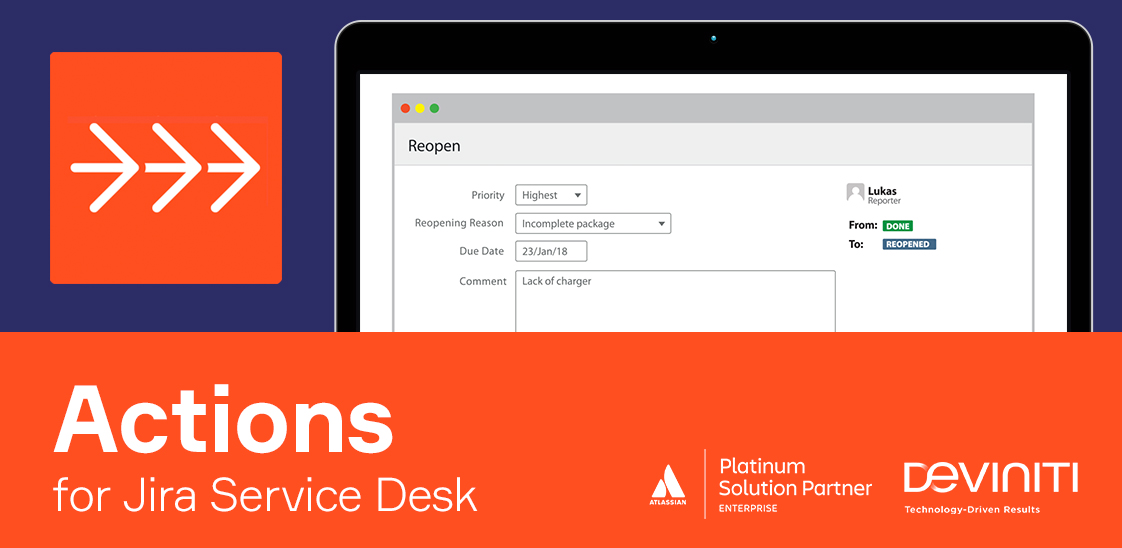 Reopen
Priority Highest
Reopening Reason Incomplete package
Due Date 23/Jan/18
Comment Lack of charger
Lukas
Reporter
From: DONE
To: REOPENED
Actions
for Jira Service Desk
ATLASSIAN
Platinum
Solution Partner
ENTERPRISE
DEVINITI
Technology-Driven Results